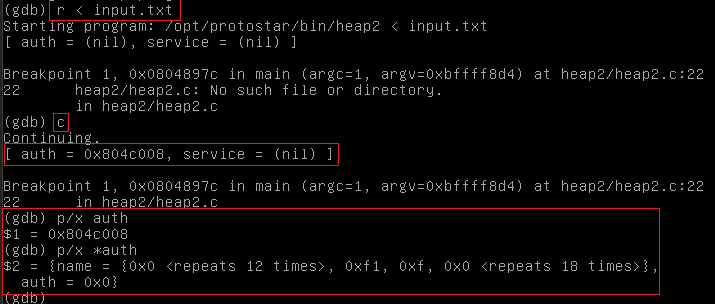 (gdb) r < input.txt
Starting program: /opt/protostar/bin/heap2 < input.txt
[ auth = (nil), service = (nil) ]
Breakpoint 1, 0x0804897c in main (argc=1, argv=0xbffff8d4) at heap2/heap2.c:22
22 heap2/heap2.c: No such file or directory.
in heap2/heap2.c
(gdb) c
Continuing.
[ auth = 0x804c008, service = (nil) ]
Breakpoint 1, 0x0804897c in main (argc=1, argv=0xbffff8d4) at heap2/heap2.c:22
22 in heap2/heap2.c
(gdb) p/x auth
$1 = 0x804c008
(gdb) p/x *auth
$2 = {name = {0x0 <repeats 12 times>, 0xf1, 0xf, 0x0 <repeats 18 times>},
auth = 0x0}
(gdb)